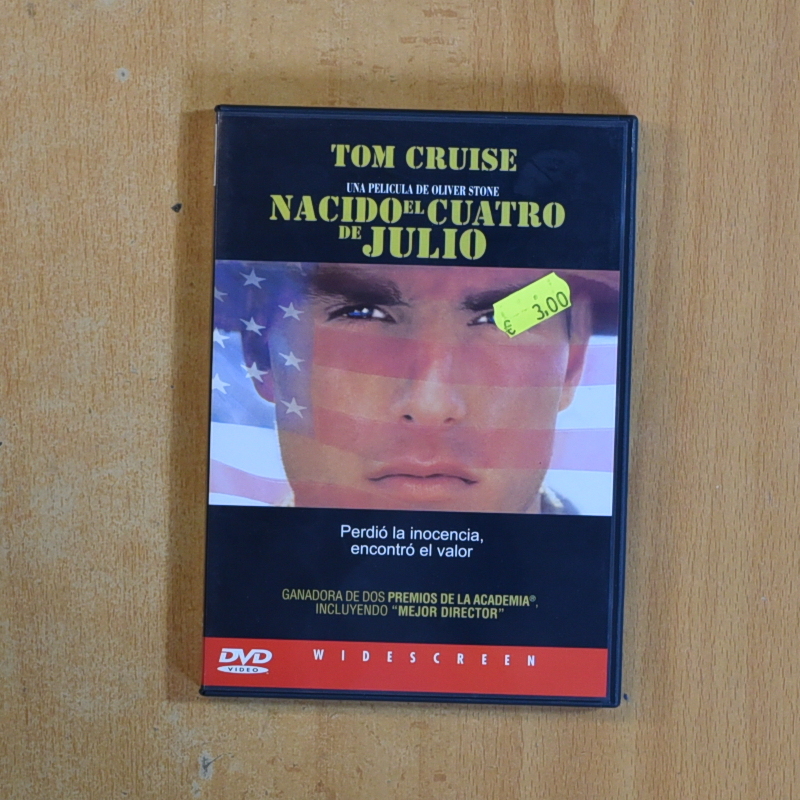 TOM CRUISE
UNA PELICULA DE OLIVER STONE
NACIDO EL CUATRO
DE JULIO
€ 3,00
Perdió la inocencia,
encontró el valor
GANADORA DE DOS PREMIOS DE LA ACADEMIA®,
INCLUYENDO "MEJOR DIRECTOR"
DVD VIDEO WIDESCREEN